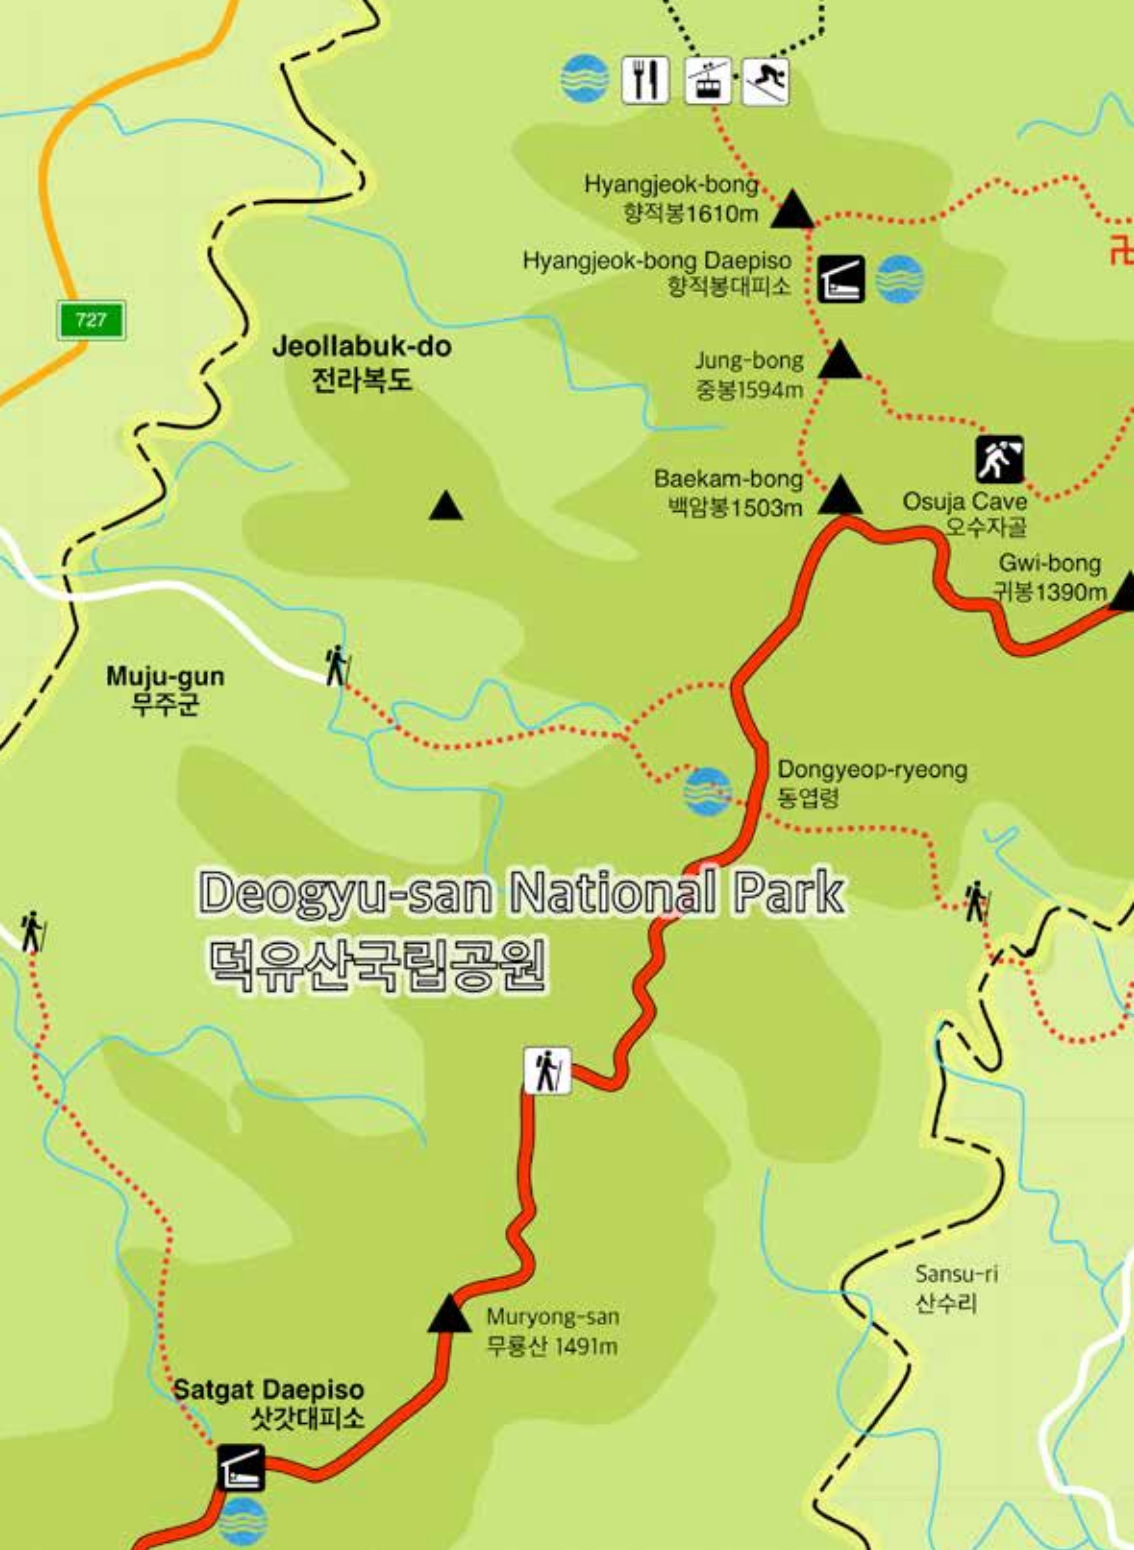 Hyangjeok-bong
향적봉1610m
Hyangjeok-bong Daepiso
향적봉대피소
727
Jeollabuk-do
전라복도
Jung-bong
중봉1594m
Baekam-bong
백암봉1503m
Osuja Cave
오수자골
Gwi-bong
귀봉1390m
Muju-gun
무주군
Dongyeop-ryeong
동엽령
Deogyu-san National Park
덕유산국립공원
Sansu-ri
산수리
Muryong-san
무룡산 1491m
Satgat Daepiso
삿갓대피소